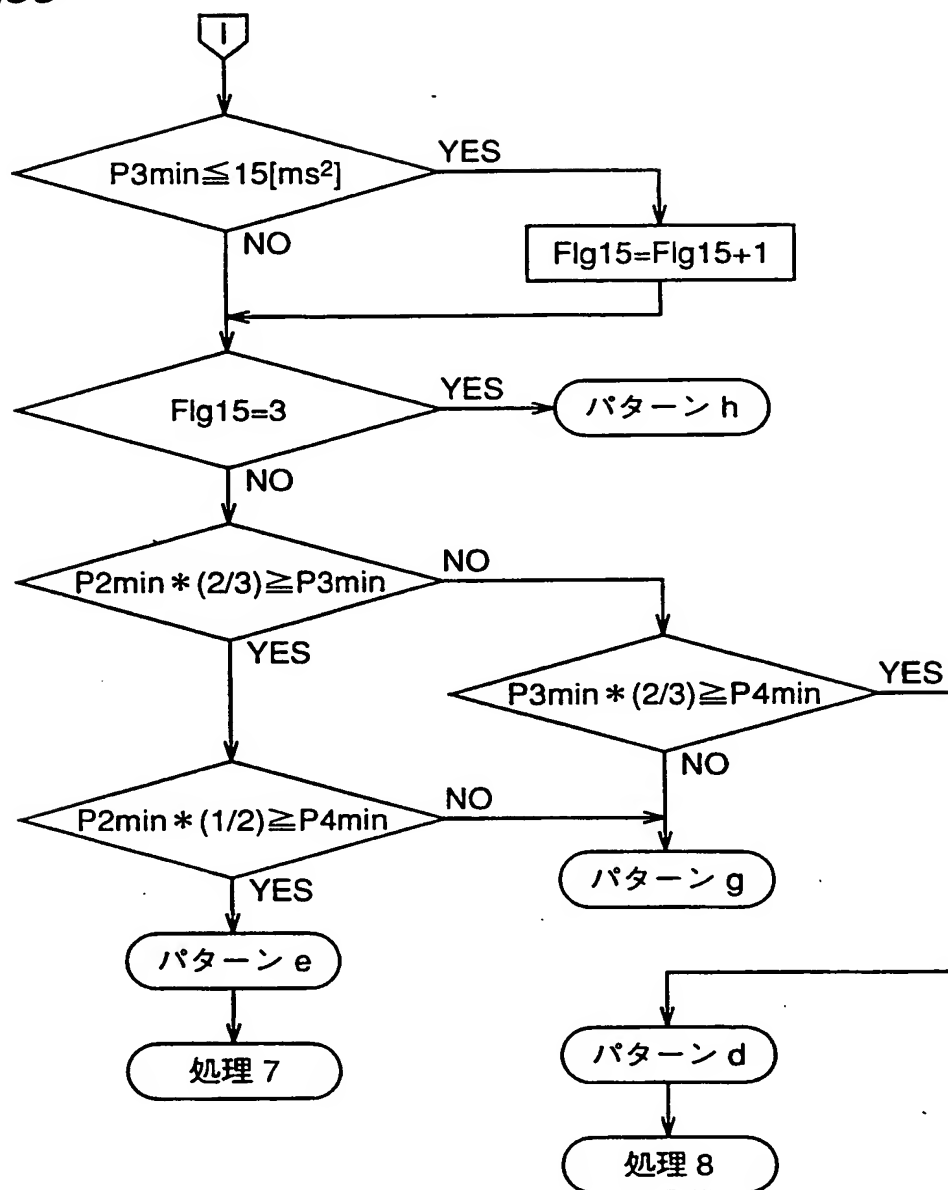 I
P3min≦15[ms²]
YES
NO
Flg15=Flg15+1
Flg15=3
YES
パターン h
NO
P2min*(2/3)≧P3min
NO
YES
P3min*(2/3)≧P4min
YES
NO
P2min*(1/2)≧P4min
NO
YES
パターン g
パターン e
処理 7
パターン d
処理 8